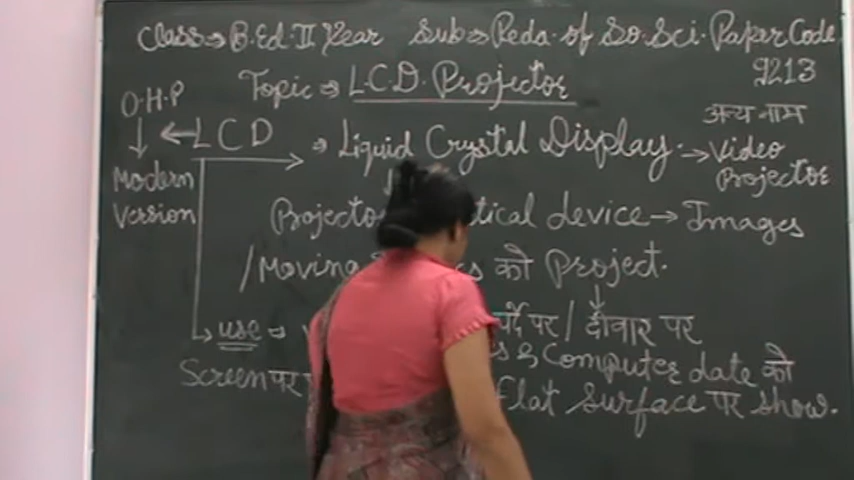 Class⇒ B.Ed. II Year Sub⇒ Peda. of So. Sci. Paper Code
9213
Topic ⇒ L.C.D. Projector
O.H.P
अन्य नाम
← LCD ⇒ Liquid Crystal Display. → Video Projector
Modern Version
Projector device → Images
/Moving को Project.
use ⇒ पर्दे पर / दीवार पर
& Computer date को
Screen पर flat Surface पर show.